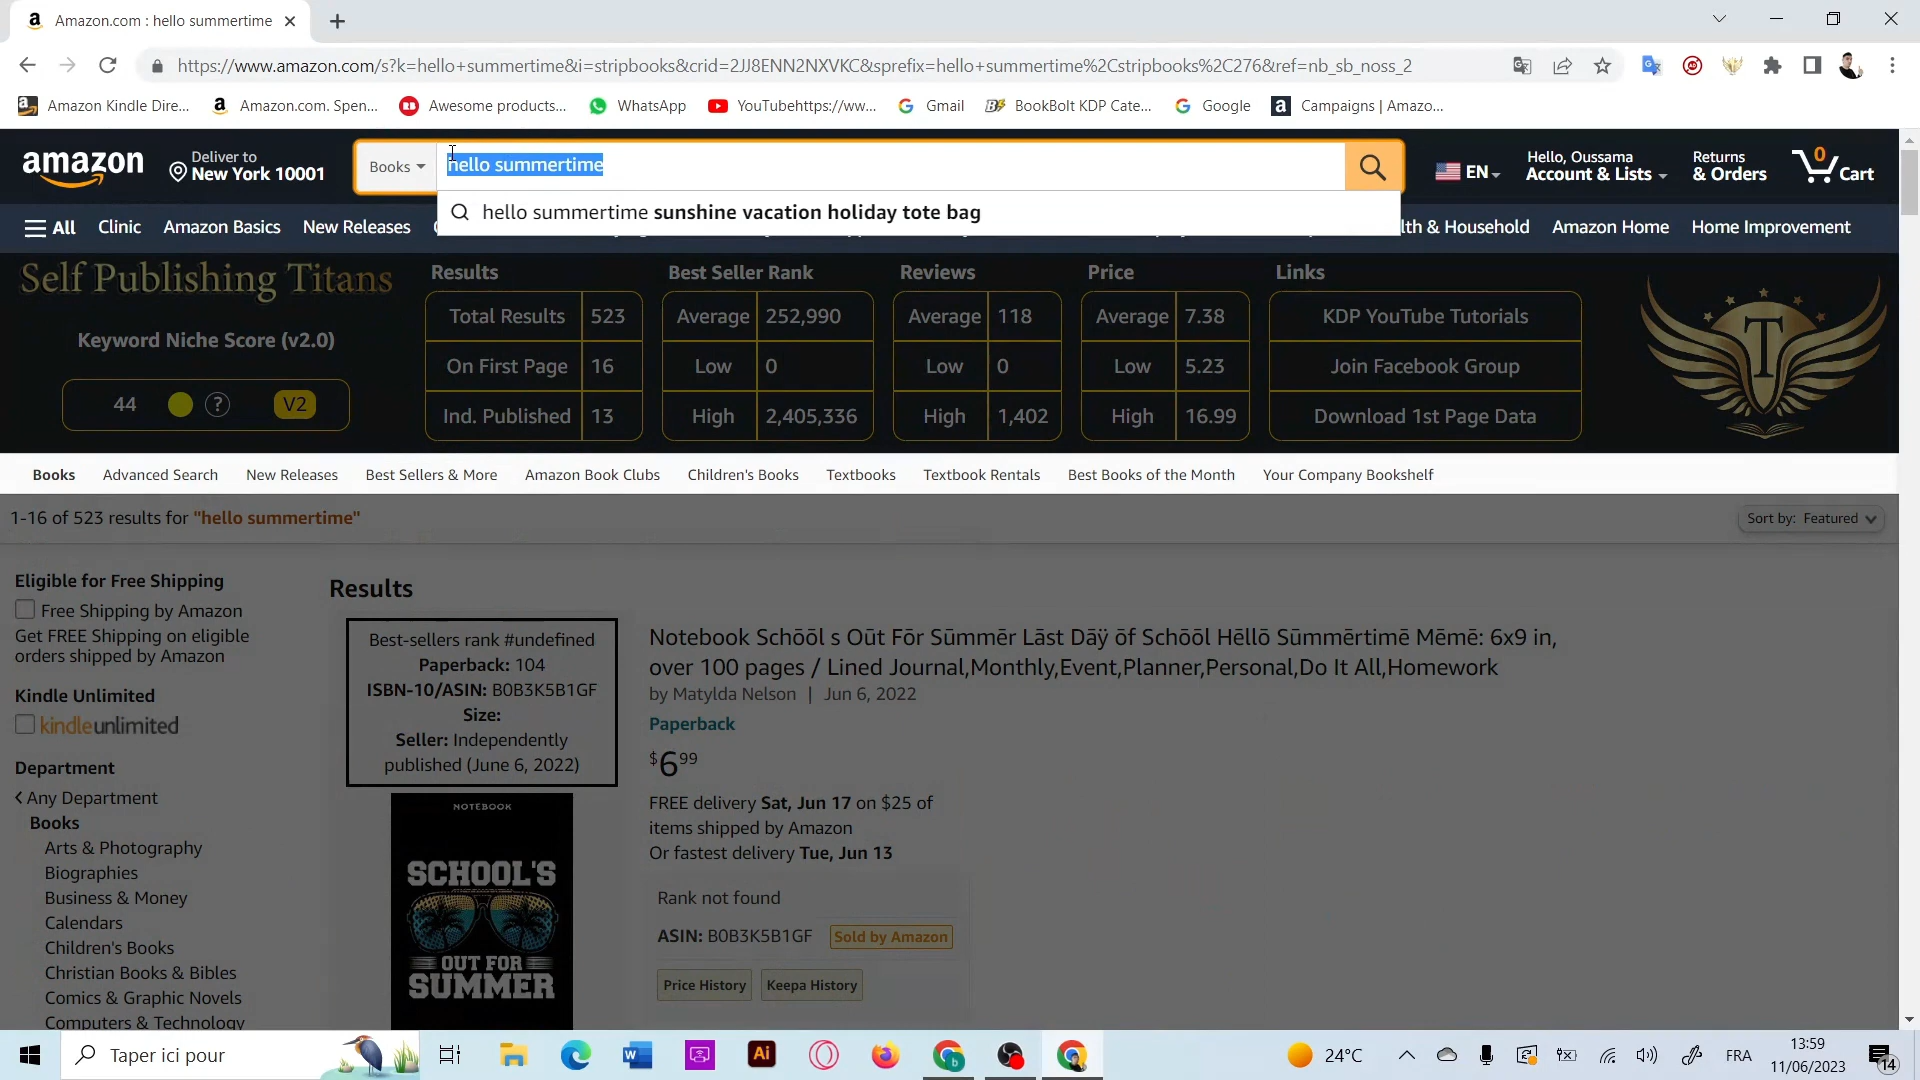 Amazon.com : hello summertime
https://www.amazon.com/s?k=hello+summertime&i=stripbooks&crid=2JJ8ENN2NXVKC&sprefix=hello+summertime%2Cstripbooks%2C276&ref=nb_sb_noss_2
Amazon Kindle Dire... Amazon.com. Spen... Awesome products... WhatsApp YouTubehttps://ww... Gmail BookBolt KDP Cate... Google Campaigns | Amazo...
amazon Deliver to New York 10001 Books hello summertime EN Hello, Oussama Account & Lists Returns & Orders 0 Cart
hello summertime sunshine vacation holiday tote bag
All Clinic Amazon Basics New Releases lth & Household Amazon Home Home Improvement
Self Publishing Titans
Keyword Niche Score (v2.0)
44 ? V2
Results
Total Results 523
On First Page 16
Ind. Published 13
Best Seller Rank
Average 252,990
Low 0
High 2,405,336
Reviews
Average 118
Low 0
High 1,402
Price
Average 7.38
Low 5.23
High 16.99
Links
KDP YouTube Tutorials
Join Facebook Group
Download 1st Page Data
T
Books Advanced Search New Releases Best Sellers & More Amazon Book Clubs Children's Books Textbooks Textbook Rentals Best Books of the Month Your Company Bookshelf
1-16 of 523 results for "hello summertime"
Sort by: Featured
Eligible for Free Shipping
Free Shipping by Amazon
Get FREE Shipping on eligible
orders shipped by Amazon
Kindle Unlimited
kindleunlimited
Department
Any Department
Books
Arts & Photography
Biographies
Business & Money
Calendars
Children's Books
Christian Books & Bibles
Comics & Graphic Novels
Computers & Technology
Results
Best-sellers rank #undefined
Paperback: 104
ISBN-10/ASIN: B0B3K5B1GF
Size:
Seller: Independently
published (June 6, 2022)
NOTEBOOK
SCHOOL'S
OUT FOR
SUMMER
Notebook Schōōl s Oūt Fōr Sūmmēr Lāst Dāÿ ōf Schōōl Hēllō Sūmmērtimē Mēmē: 6x9 in,
over 100 pages / Lined Journal,Monthly,Event,Planner,Personal,Do It All,Homework
by Matylda Nelson | Jun 6, 2022
Paperback
$6 99
FREE delivery Sat, Jun 17 on $25 of
items shipped by Amazon
Or fastest delivery Tue, Jun 13
Rank not found
ASIN: B0B3K5B1GF Sold by Amazon
Price History Keepa History
Taper ici pour
24°C
FRA
13:59
11/06/2023
14